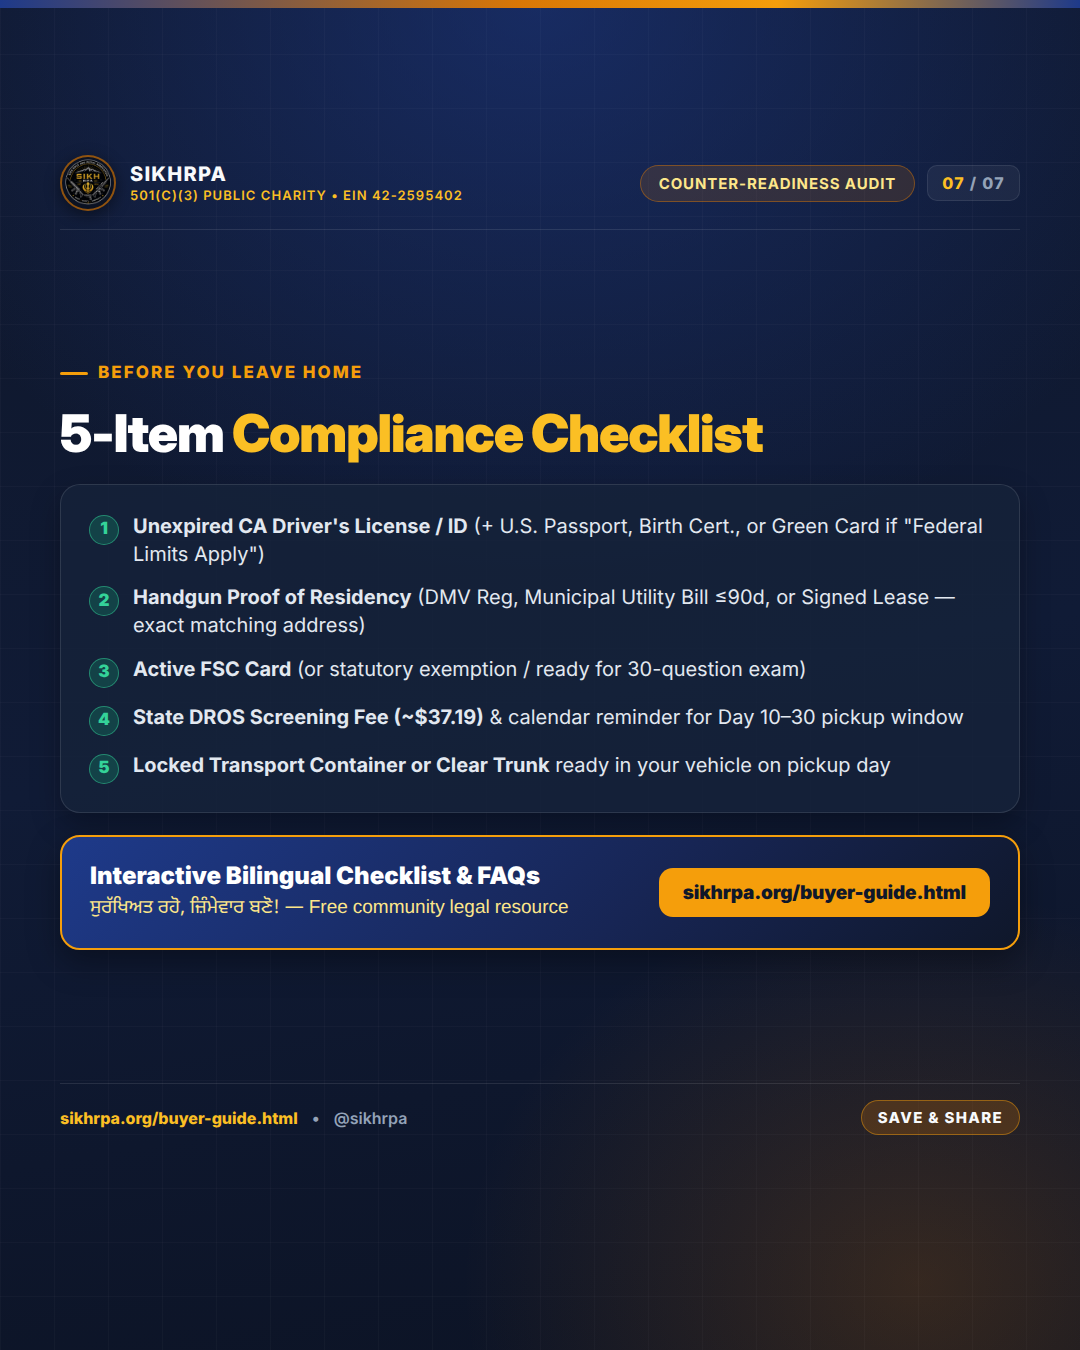 SIKH
SIKHRPA
501(C)(3) PUBLIC CHARITY • EIN 42-2595402
COUNTER-READINESS AUDIT
07 / 07
BEFORE YOU LEAVE HOME
5-Item Compliance Checklist
1 Unexpired CA Driver's License / ID (+ U.S. Passport, Birth Cert., or Green Card if "Federal
Limits Apply")
2 Handgun Proof of Residency (DMV Reg, Municipal Utility Bill ≤90d, or Signed Lease —
exact matching address)
3 Active FSC Card (or statutory exemption / ready for 30-question exam)
4 State DROS Screening Fee (~$37.19) & calendar reminder for Day 10–30 pickup window
5 Locked Transport Container or Clear Trunk ready in your vehicle on pickup day
Interactive Bilingual Checklist & FAQs
ਸੁਰੱਖਿਅਤ ਰਹੋ, ਜ਼ਿੰਮੇਵਾਰ ਬਣੋ! — Free community legal resource
sikhrpa.org/buyer-guide.html
sikhrpa.org/buyer-guide.html • @sikhrpa
SAVE & SHARE